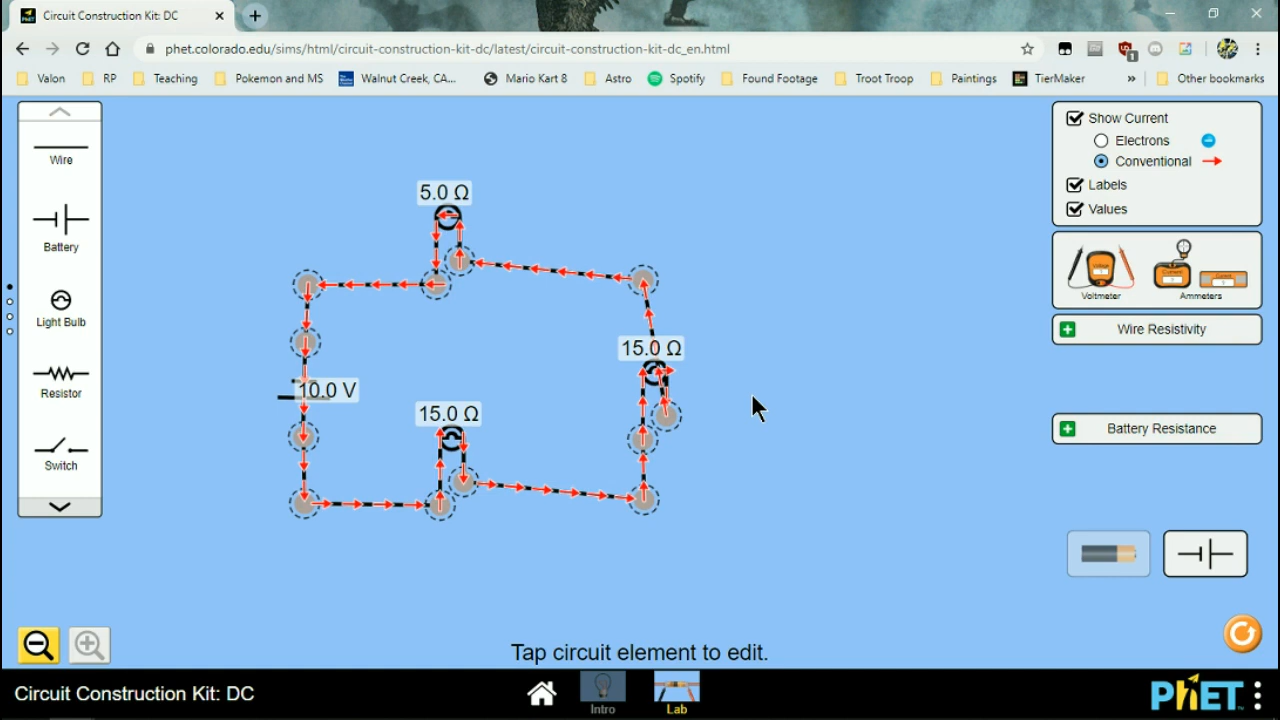 Circuit Construction Kit: DC
phet.colorado.edu/sims/html/circuit-construction-kit-dc/latest/circuit-construction-kit-dc_en.html
1
Valon RP Teaching Pokemon and MS Walnut Creek, CA... Mario Kart 8 Astro Spotify Found Footage Troot Troop Paintings TierMaker » Other bookmarks
Wire
Battery
Light Bulb
Resistor
Switch
5.0 Ω
15.0 Ω
10.0 V
15.0 Ω
Show Current
Electrons
Conventional
Labels
Values
Voltmeter
Ammeters
Wire Resistivity
Battery Resistance
Tap circuit element to edit.
Circuit Construction Kit: DC
Intro
Lab
PhET